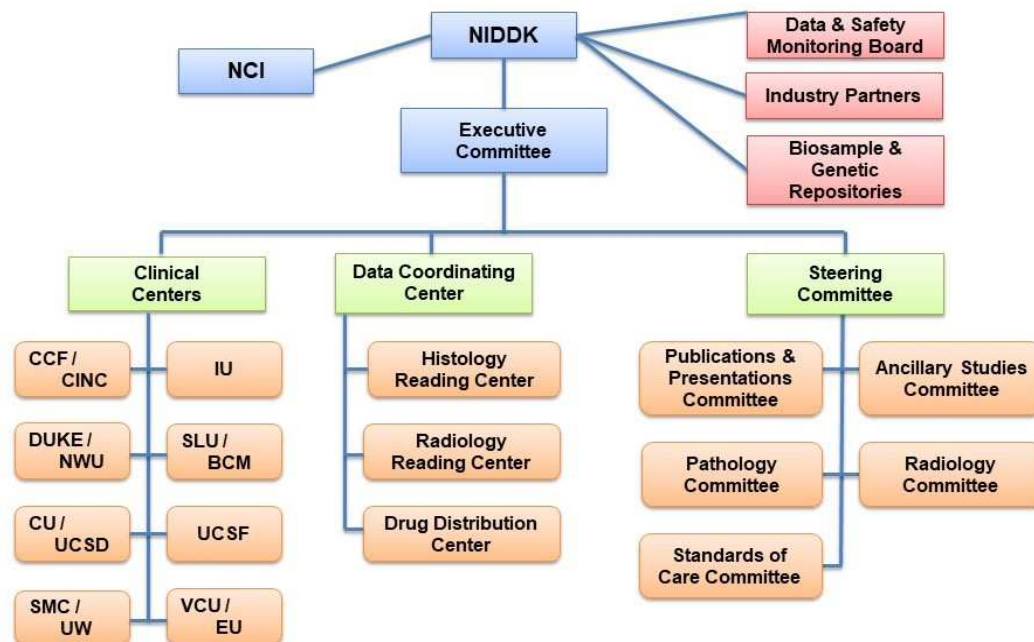 NIDDK
NCI
Data & Safety
Monitoring Board
Industry Partners
Biosample &
Genetic
Repositories
Executive
Committee
Clinical
Centers
Data Coordinating
Center
Steering
Committee
CCF /
CINC
IU
DUKE /
NWU
SLU /
BCM
CU /
UCSD
UCSF
SMC /
UW
VCU /
EU
Histology
Reading Center
Radiology
Reading Center
Drug Distribution
Center
Publications &
Presentations
Committee
Ancillary Studies
Committee
Pathology
Committee
Radiology
Committee
Standards of
Care Committee